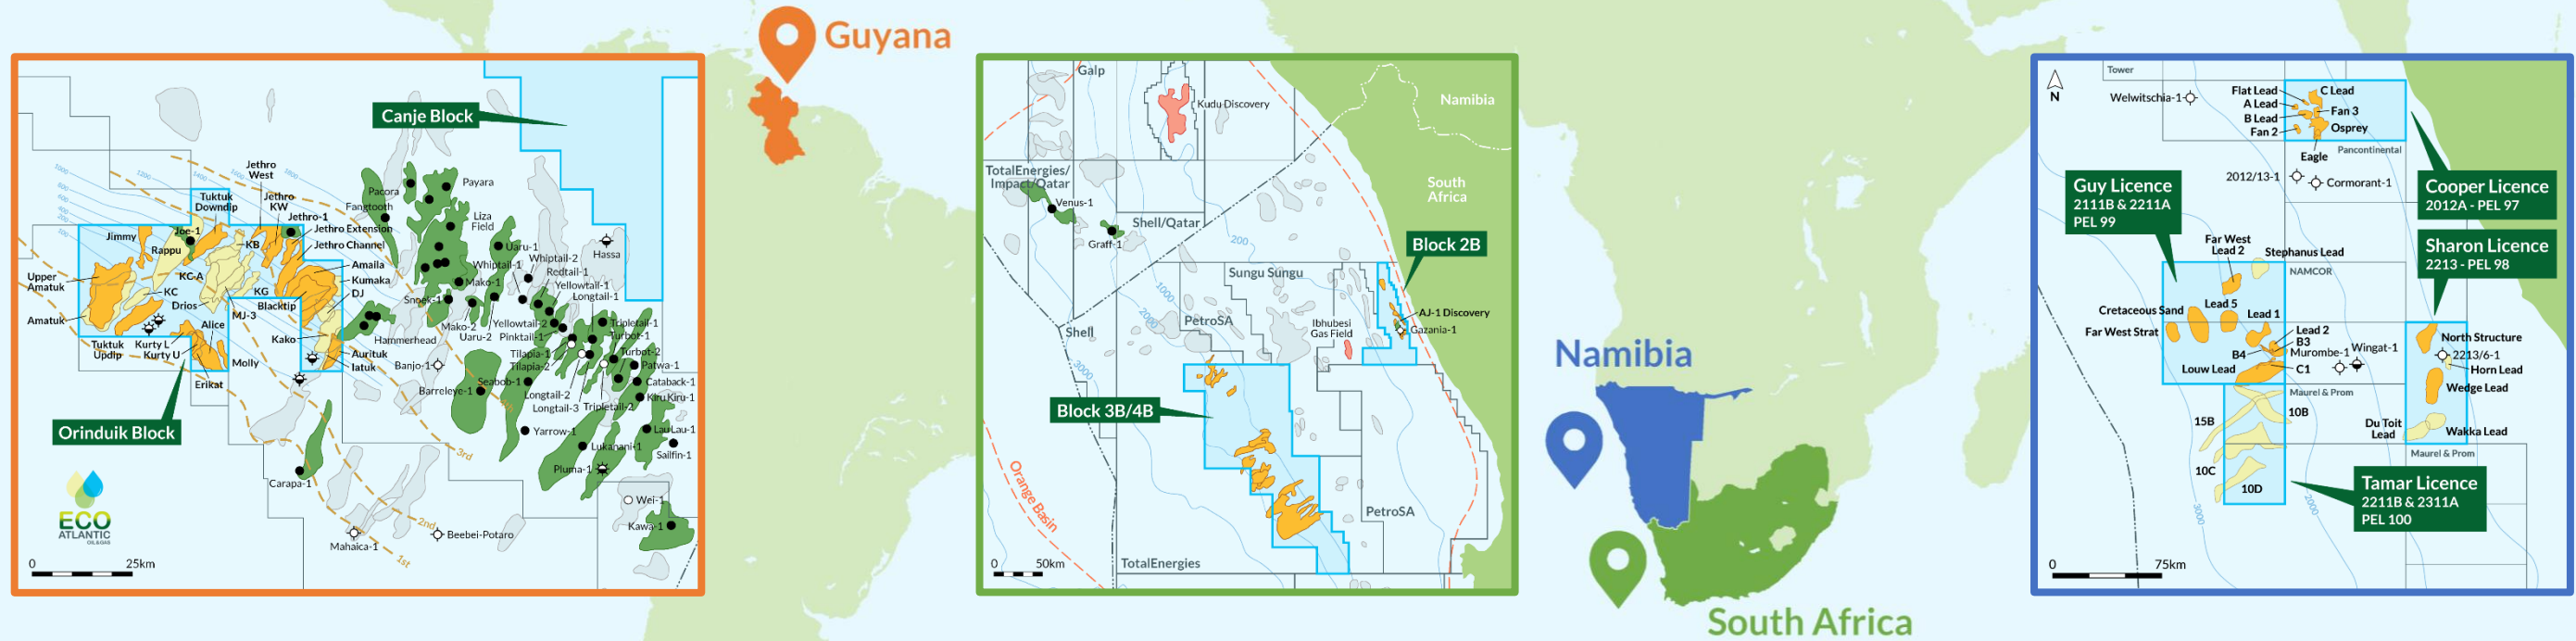 Guyana
Canje Block
Jethro
West
Tuktuk
Downdip
Jethro
KW
Jethro-1
Jethro Extension
Jethro Channel
Jimmy
Joe-1
Rappu
KB
KC-A
Amaila
Kumaka
DJ
Upper
Amatuk
KC
KG
Drios
Blacktip
MJ-3
Amatuk
Alice
Kako
Tuktuk
Updip
Kurty L
Kurty U
Molly
Aurituk
Iatuk
Erikat
Orinduik Block
ECO
ATLANTIC
OIL&GAS
0
25km
Pacora
Payara
Fangtooth
Liza
Field
Uaru-1
Hassa
Whiptail-2
Whiptail-1
Redtail-1
Mako-1
Yellowtail-1
Longtail-1
Snoek-1
Mako-2
Uaru-2
Yellowtail-2
Pinktail-1
Tripletail-1
Turbot-1
Hammerhead
Tilapia-1
Tilapia-2
Turbot-2
Banjo-1
Patwa-1
Seabob-1
Cataback-1
Barreleye-1
Longtail-2
KiruKiru-1
Longtail-3
Tripletail-2
Yarrow-1
LauLau-1
Lukanani-1
Sailfin-1
Pluma-1
Carapa-1
3rd
2nd
1st
Wei-1
Kawa-1
Mahaica-1
Beebei-Potaro
Galp
Kudu Discovery
Namibia
TotalEnergies/
Impact/Qatar
South
Africa
Venus-1
Shell/Qatar
Graff-1
200
Block 2B
Sungu Sungu
1000
2000
AJ-1 Discovery
PetroSA
Ibhubesi
Gas Field
Gazania-1
Shell
3000
Block 3B/4B
Orange Basin
PetroSA
0
50km
TotalEnergies
Namibia
South Africa
N
Tower
Welwitschia-1
Flat Lead
C Lead
A Lead
Fan 3
B Lead
Fan 2
Osprey
Eagle
Pancontinental
2012/13-1
Cormorant-1
Cooper Licence
2012A - PEL 97
Guy Licence
2111B & 2211A
PEL 99
Sharon Licence
2213 - PEL 98
Far West
Lead 2
Stephanus Lead
NAMCOR
Cretaceous Sand
Lead 5
Lead 1
Far West Strat
Lead 2
B3
B4
Murombe-1
Wingat-1
North Structure
2213/6-1
Horn Lead
Louw Lead
C1
Wedge Lead
Maurel & Prom
10B
15B
Du Toit
Lead
Wakka Lead
Maurel & Prom
10C
10D
Tamar Licence
2211B & 2311A
PEL 100
3000
2000
0
75km